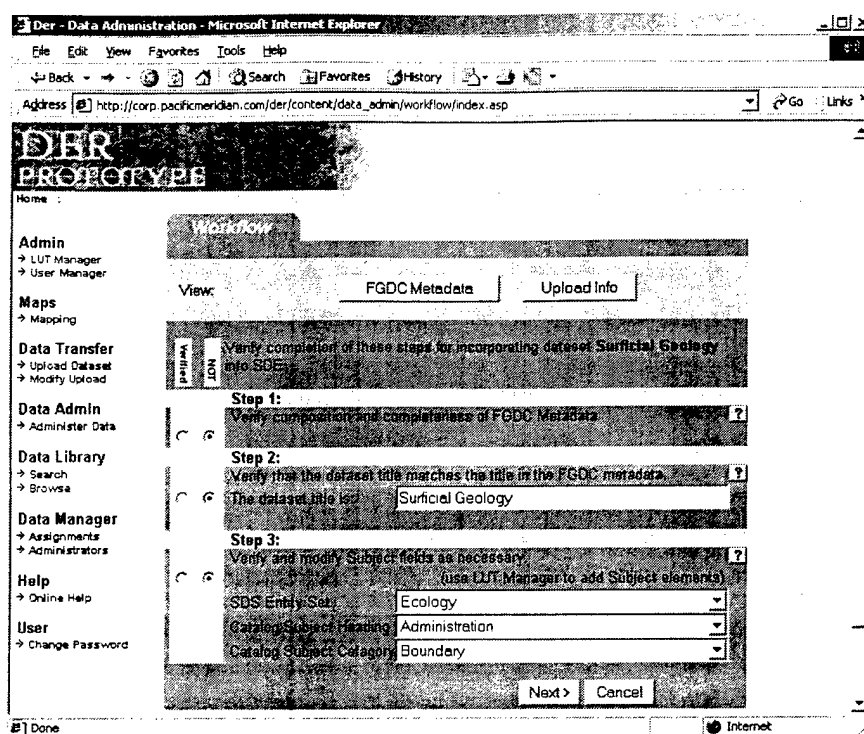 Der - Data Administration - Microsoft Internet Explorer
File Edit View Favorites Tools Help
Back Search Favorites History
Address http://corp.pacificmeridian.com/der/content/data_admin/workflow/index.asp Go Links
DER
PROTOTYPE
Home :
Admin
→ LUT Manager
→ User Manager
Maps
→ Mapping
Data Transfer
→ Upload Dataset
→ Modify Upload
Data Admin
→ Administer Data
Data Library
→ Search
→ Browse
Data Manager
→ Assignments
→ Administrators
Help
→ Online Help
User
→ Change Password
Workflow
View: FGDC Metadata Upload Info
Verified NOT
Verify completion of these steps for incorporating dataset Surficial Geology
into SDE:
Step 1:
Verify composition and completeness of FGDC Metadata ?
Step 2:
Verify that the dataset title matches the title in the FGDC metadata. ?
The dataset title is: Surficial Geology
Step 3:
Verify and modify Subject fields as necessary. ?
(use LUT Manager to add Subject elements)
SDS Entity Set: Ecology
Catalog Subject Heading Administration
Catalog Subject Catagory Boundary
Next > Cancel
Done Internet